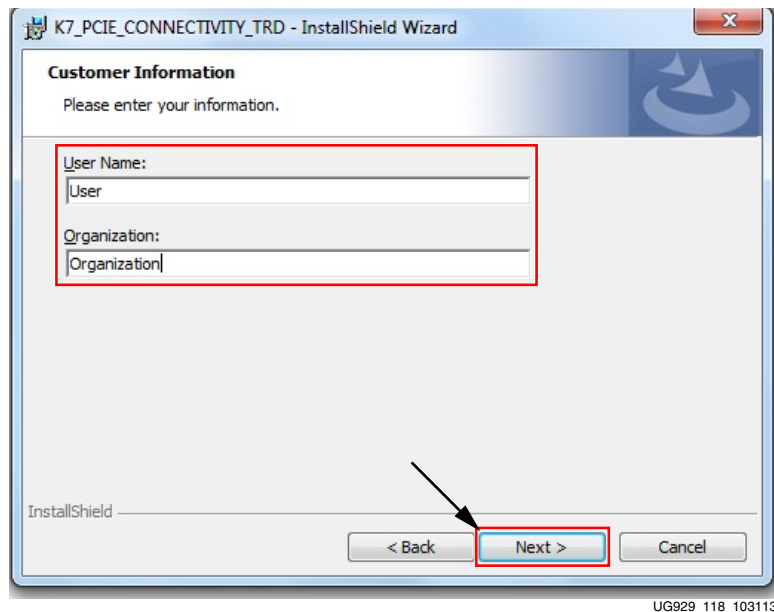 K7_PCIE_CONNECTIVITY_TRD - InstallShield Wizard
Customer Information
Please enter your information.
User Name:
User
Organization:
Organization
InstallShield
< Back Next > Cancel
UG929_118_103113